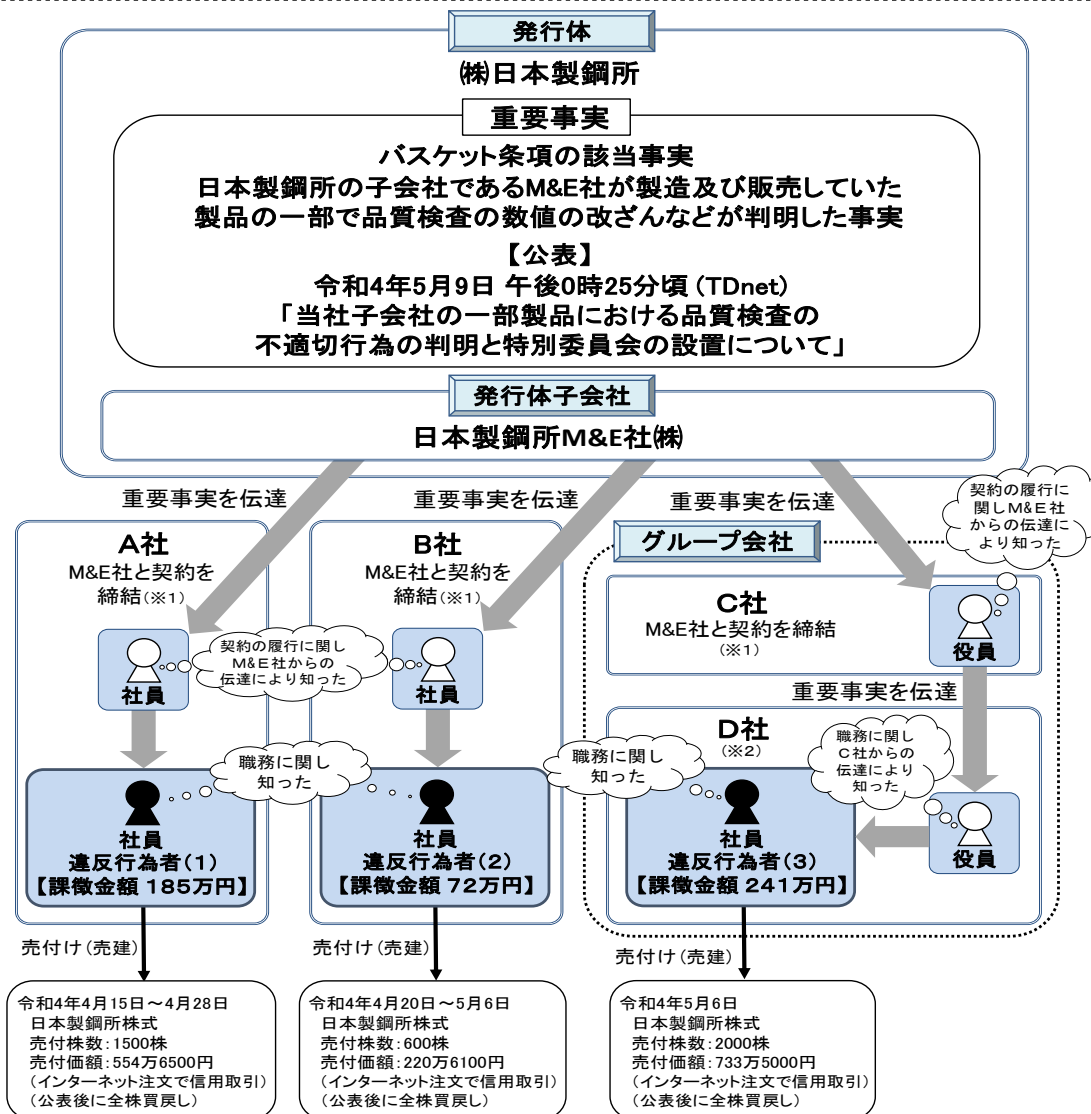 発行体
㈱日本製鋼所
重要事実
バスケット条項の該当事実
日本製鋼所の子会社であるM&E社が製造及び販売していた
製品の一部で品質検査の数値の改ざんなどが判明した事実
【公表】
令和4年5月9日 午後0時25分頃（TDnet）
「当社子会社の一部製品における品質検査の
不適切行為の判明と特別委員会の設置について」
発行体子会社
日本製鋼所M&E社㈱
重要事実を伝達
重要事実を伝達
重要事実を伝達
契約の履行に
関しM&E社
からの伝達に
より知った
A社
M&E社と契約を
締結（※1）
社員
契約の履行に関し
M&E社からの
伝達により知った
B社
M&E社と契約を
締結（※1）
社員
グループ会社
C社
M&E社と契約を締結
（※1）
役員
重要事実を伝達
職務に関し
知った
社員
違反行為者（1）
【課徴金額 185万円】
社員
違反行為者（2）
【課徴金額 72万円】
D社
（※2）
職務に関し
知った
職務に関し
C社からの
伝達により
知った
社員
違反行為者（3）
【課徴金額 241万円】
役員
売付け（売建）
売付け（売建）
売付け（売建）
令和4年4月15日～4月28日
日本製鋼所株式
売付株数：1500株
売付価額：554万6500円
（インターネット注文で信用取引）
（公表後に全株買戻し）
令和4年4月20日～5月6日
日本製鋼所株式
売付株数：600株
売付価額：220万6100円
（インターネット注文で信用取引）
（公表後に全株買戻し）
令和4年5月6日
日本製鋼所株式
売付株数：2000株
売付価額：733万5000円
（インターネット注文で信用取引）
（公表後に全株買戻し）